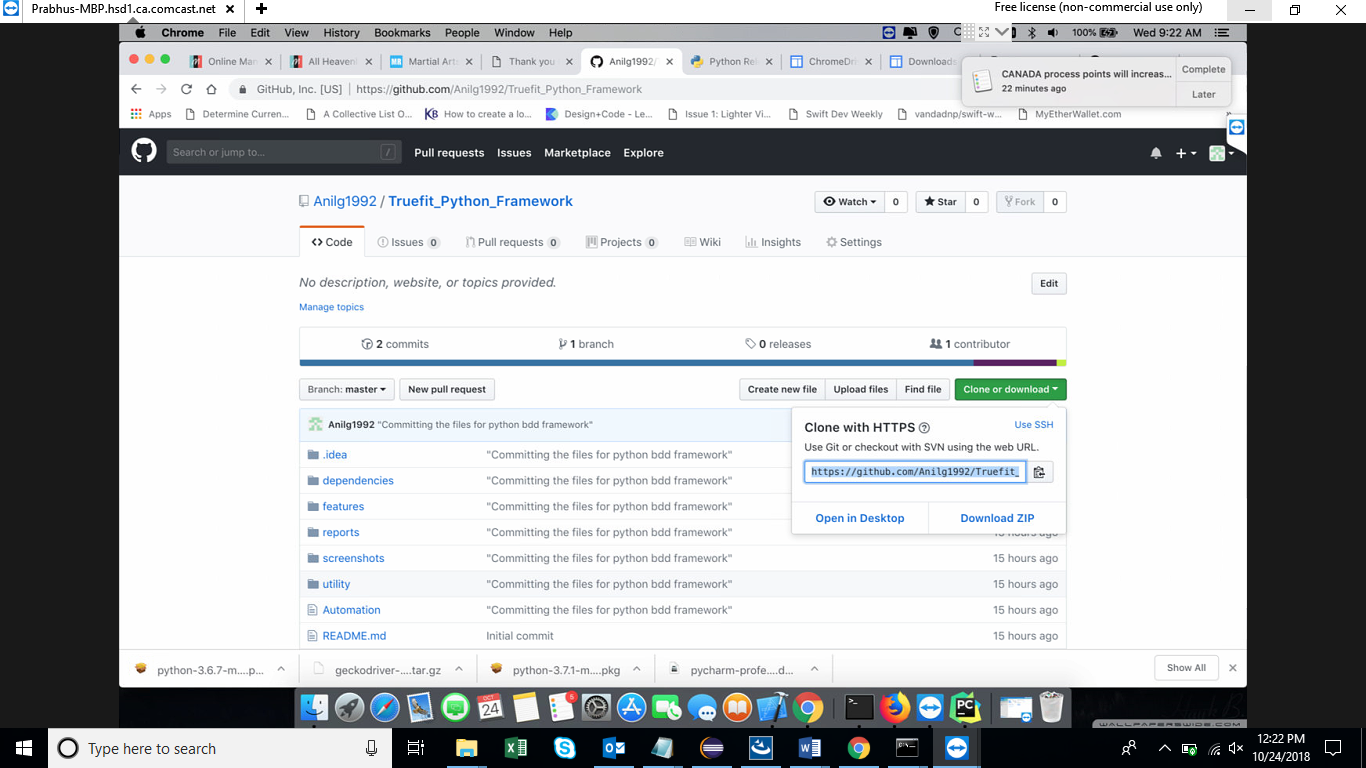 Prabhus-MBP.hsd1.ca.comcast.net
Free license (non-commercial use only)
Chrome File Edit View History Bookmarks People Window Help
100% Wed 9:22 AM
Online Man
All Heaven
Martial Art
Thank you
Anilg1992/
Python Rel
ChromeDriv
Downloads
CANADA process points will increas...
22 minutes ago
Complete
Later
GitHub, Inc. [US] | https://github.com/Anilg1992/Truefit_Python_Framework
Apps
Determine Curren...
A Collective List O...
How to create a lo...
Design+Code - Le...
Issue 1: Lighter Vi...
Swift Dev Weekly
vandadnp/swift-w...
MyEtherWallet.com
Search or jump to... /
Pull requests Issues Marketplace Explore
Anilg1992 / Truefit_Python_Framework
Watch 0 Star 0 Fork 0
Code Issues 0 Pull requests 0 Projects 0 Wiki Insights Settings
No description, website, or topics provided.
Edit
Manage topics
2 commits 1 branch 0 releases 1 contributor
Branch: master New pull request Create new file Upload files Find file Clone or download
Anilg1992 "Committing the files for python bdd framework"
Clone with HTTPS Use SSH
Use Git or checkout with SVN using the web URL.
https://github.com/Anilg1992/Truefit_
Open in Desktop Download ZIP
.idea "Committing the files for python bdd framework"
dependencies "Committing the files for python bdd framework"
features "Committing the files for python bdd framework"
reports "Committing the files for python bdd framework" 15 hours ago
screenshots "Committing the files for python bdd framework" 15 hours ago
utility "Committing the files for python bdd framework" 15 hours ago
Automation "Committing the files for python bdd framework" 15 hours ago
README.md Initial commit 15 hours ago
python-3.6.7-m....p...
geckodriver-....tar.gz
python-3.7.1-m....pkg
pycharm-profe....d...
Show All
OCT
24
5
PC
WALLPAPERSWIDE.COM
Type here to search
12:22 PM
10/24/2018